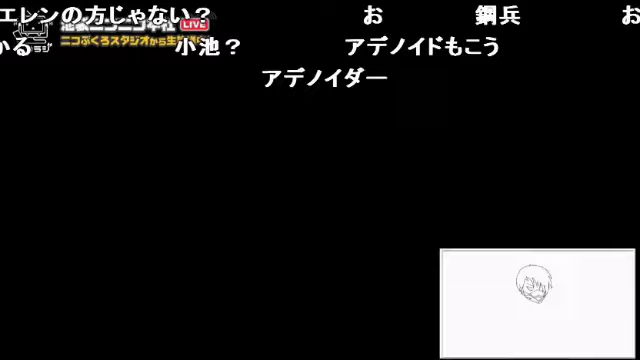 エレンの方じゃない? お 鋼兵 お
かる 小池? アデノイドもこう
LIVE
ニコぶくろスタジオから生
アデノイダー